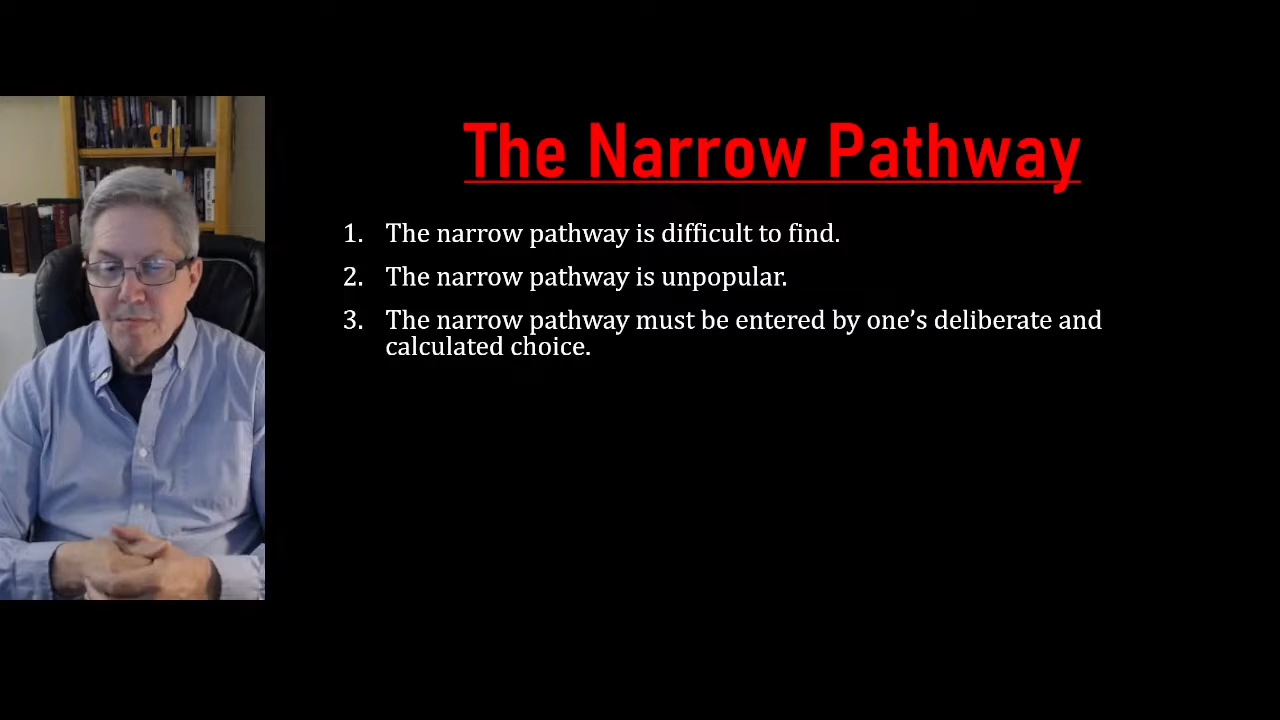 The Narrow Pathway
1. The narrow pathway is difficult to find.
2. The narrow pathway is unpopular.
3. The narrow pathway must be entered by one's deliberate and
calculated choice.